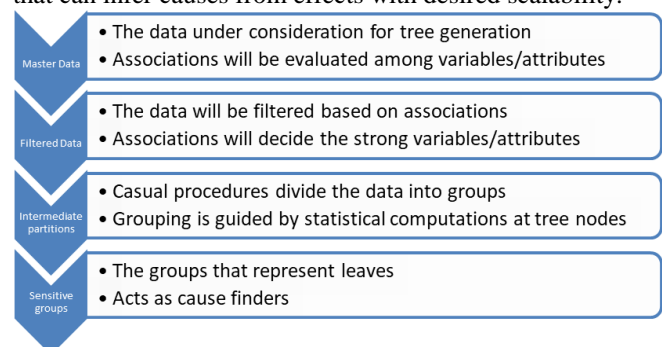 that can infer causes from effects with desired scalability.
Master Data
• The data under consideration for tree generation
• Associations will be evaluated among variables/attributes
Filtered Data
• The data will be filtered based on associations
• Associations will decide the strong variables/attributes
Intermediate
partitions
• Casual procedures divide the data into groups
• Grouping is guided by statistical computations at tree nodes
Sensitive
groups
• The groups that represent leaves
• Acts as cause finders